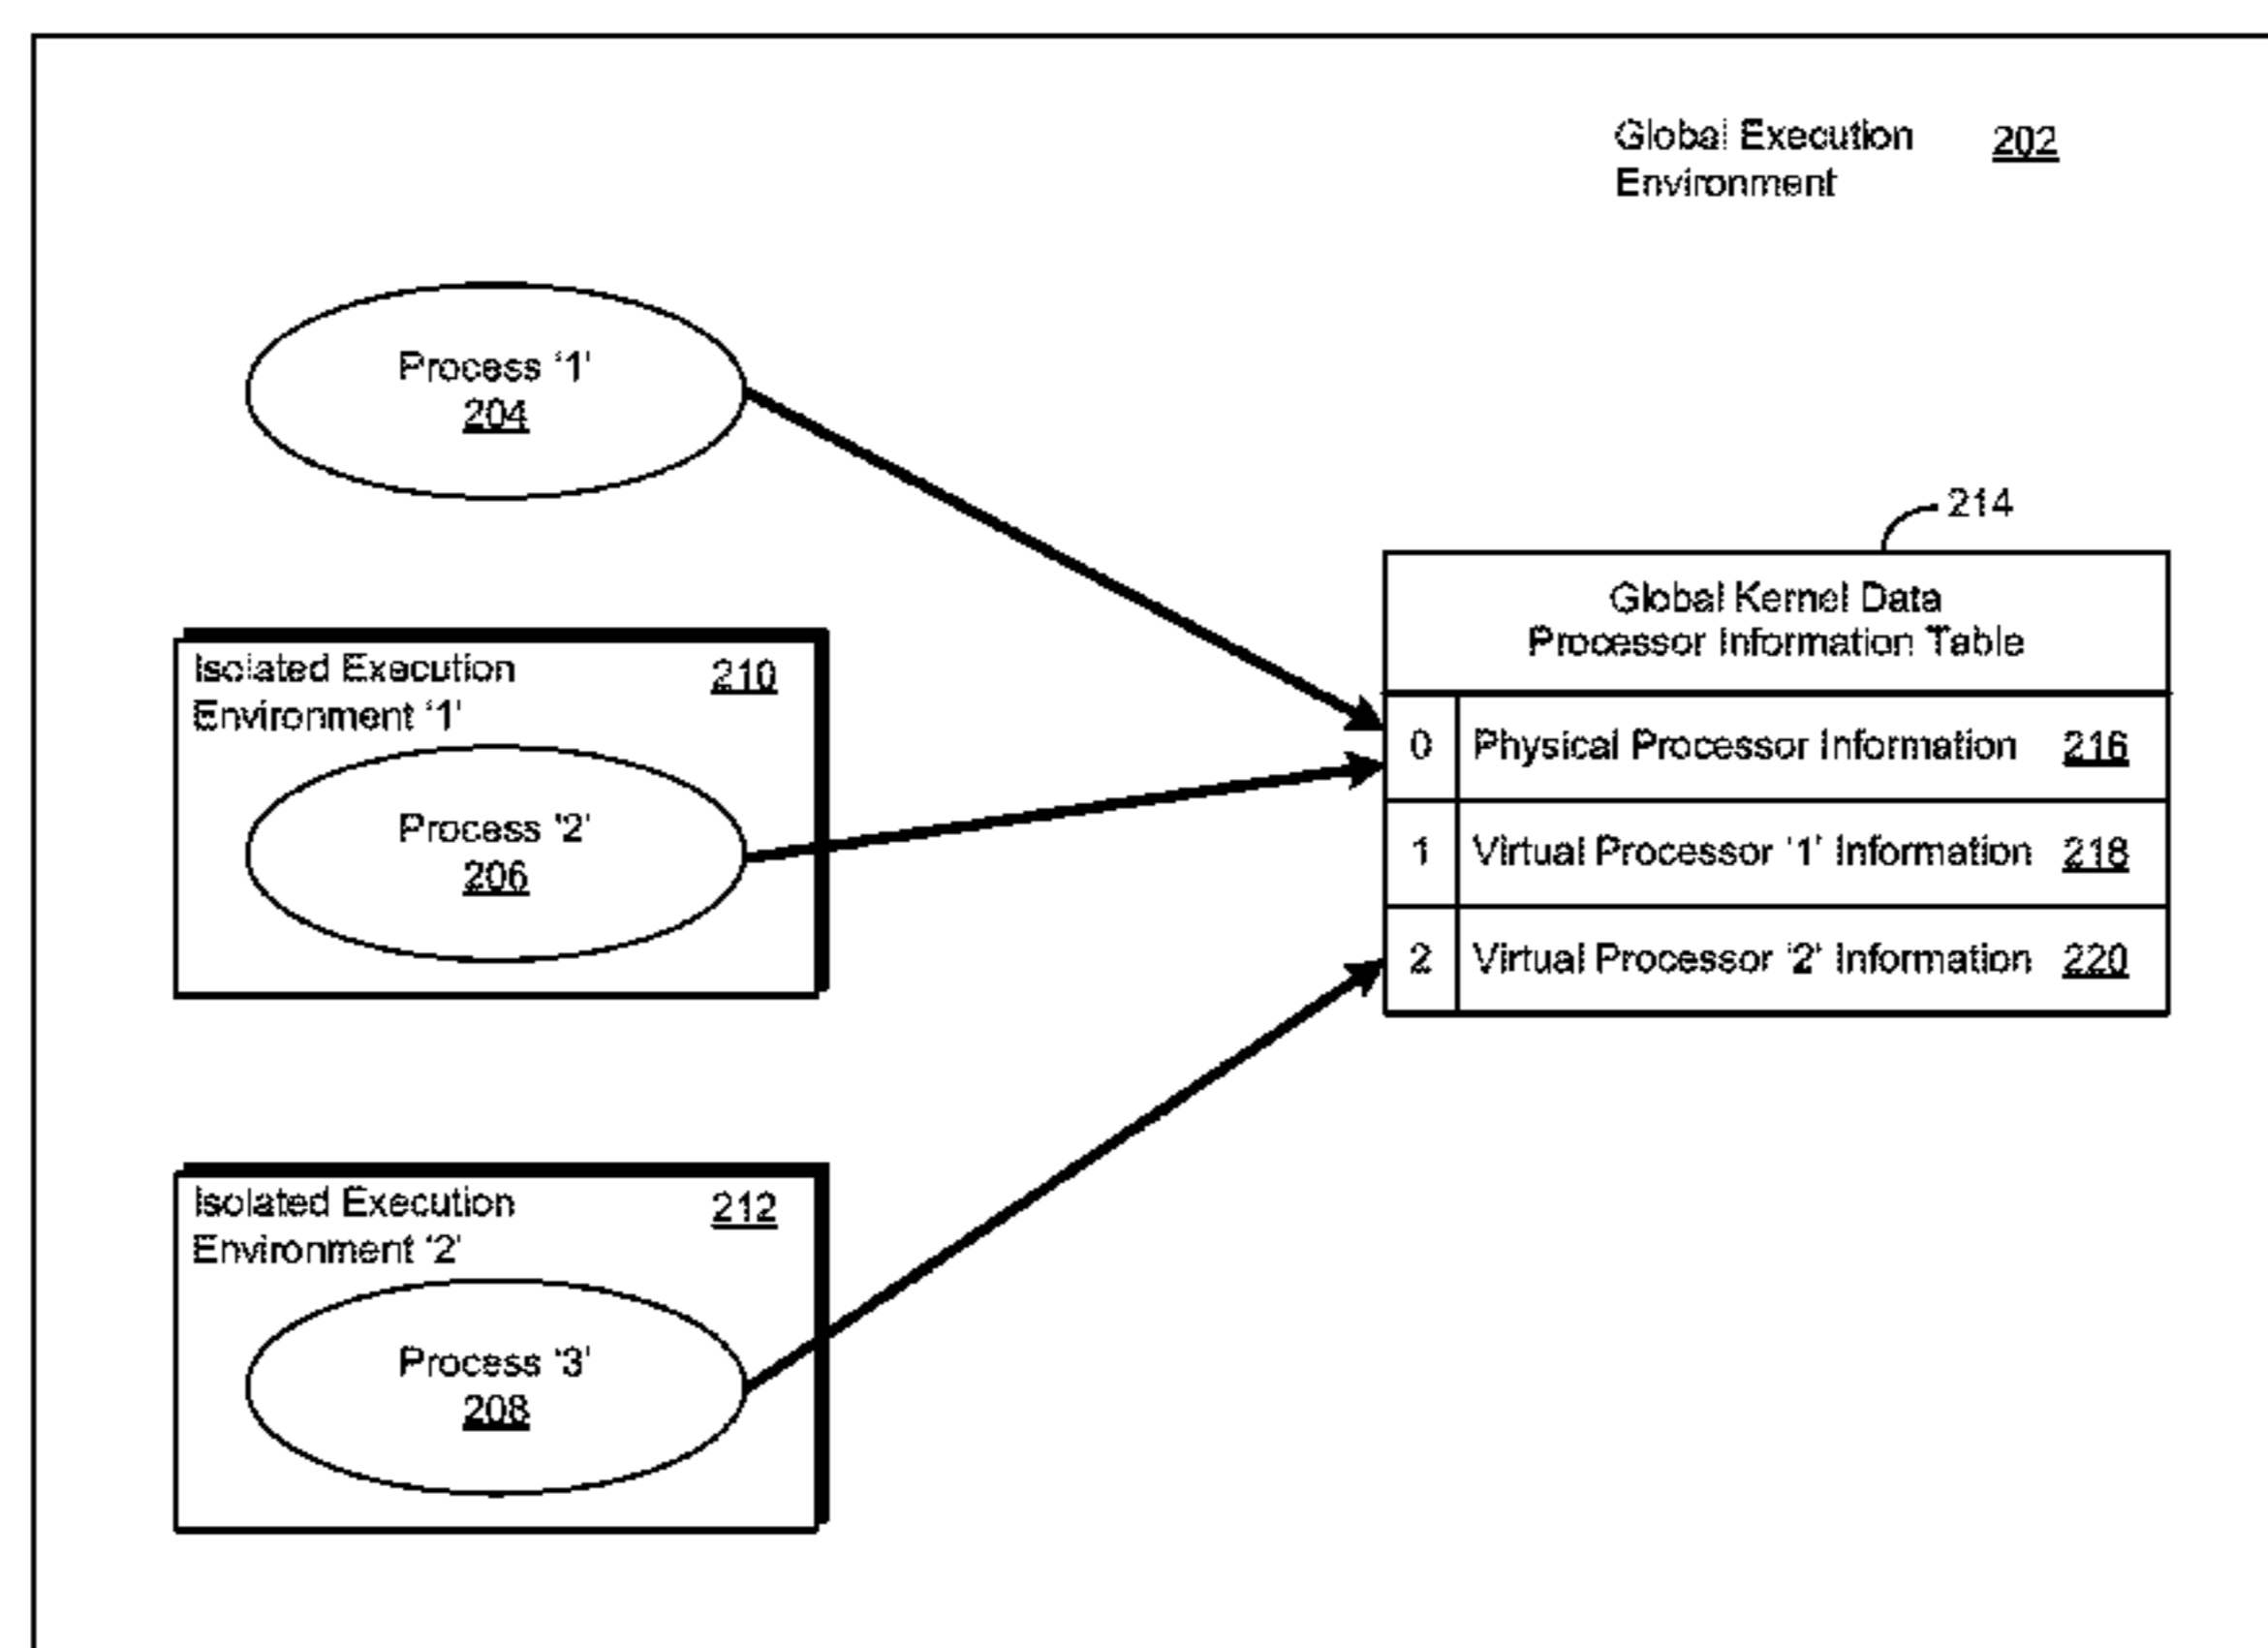 Global Execution 202
Environment
Process ‘1’
204
214
Global Kernel Data
Processor Information Table
Isolated Execution 210
Environment ‘1’
0 Physical Processor Information 216
Process ‘2’
206
1 Virtual Processor ‘1’ Information 218
2 Virtual Processor ‘2’ Information 220
Isolated Execution 212
Environment ‘2’
Process ‘3’
208